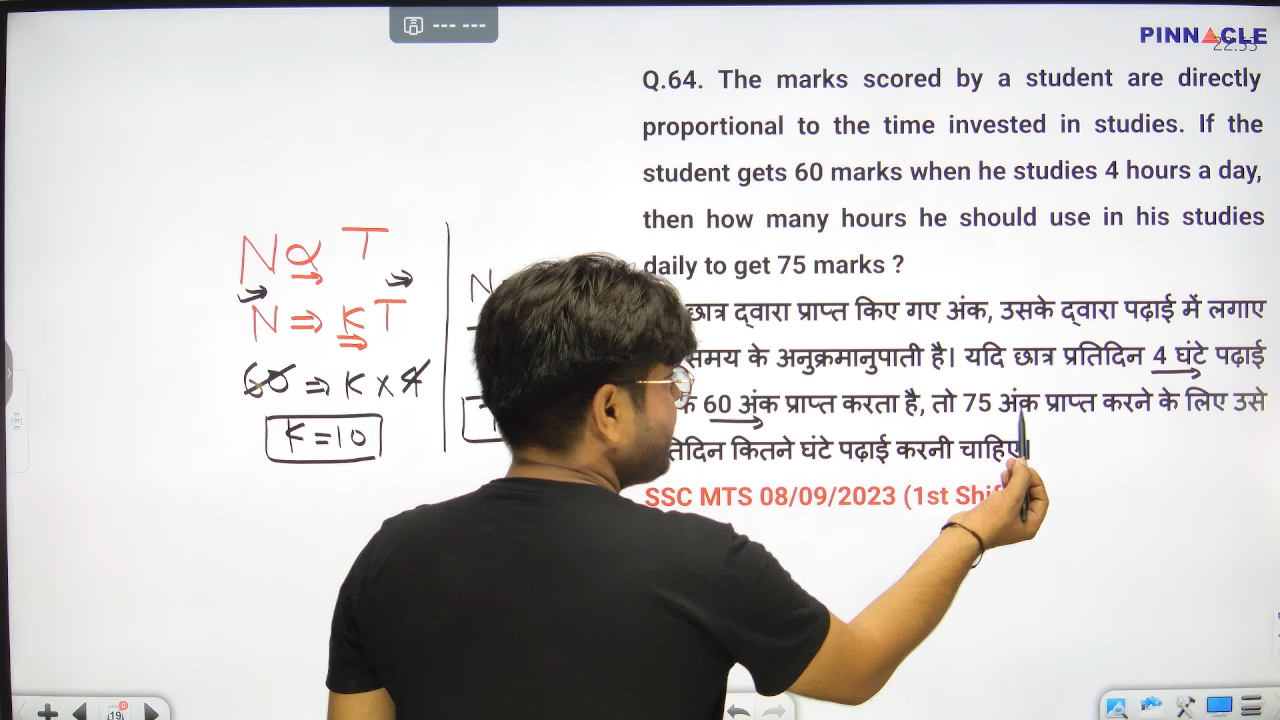 --- ---
PINNACLE
22:53
Q.64. The marks scored by a student are directly
proportional to the time invested in studies. If the
student gets 60 marks when he studies 4 hours a day,
then how many hours he should use in his studies
daily to get 75 marks ?
छात्र द्वारा प्राप्त किए गए अंक, उसके द्वारा पढ़ाई में लगाए
समय के अनुक्रमानुपाती है। यदि छात्र प्रतिदिन 4 घंटे पढ़ाई
60 अंक प्राप्त करता है, तो 75 अंक प्राप्त करने के लिए उसे
कितने घंटे पढ़ाई करनी चाहिए।
SSC MTS 08/09/2023 (1st
N α T
N ⇒ KT
60 ⇒ K × 4
K = 10
N